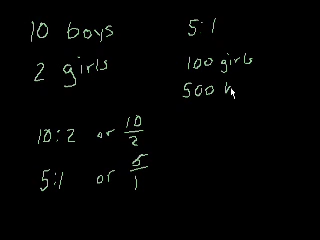 10 boys
2 girls
10:2 or 10/2
5:1 or 5/1
5:1
100 girls
500